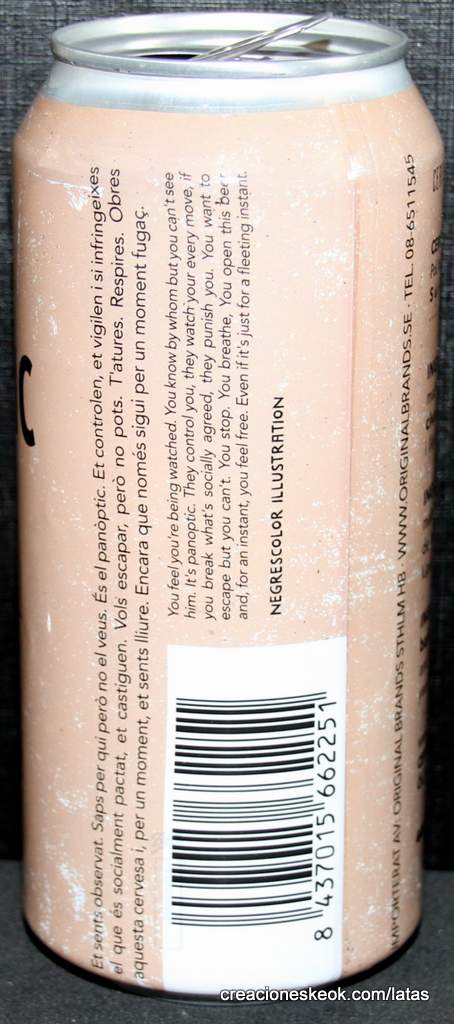 C
Et sents observat. Saps per qui però no el veus. És el panòptic. Et controlen, et vigilen i si infringeixes
el que és socialment pactat, et castiguen. Vols escapar, però no pots. T'atures. Respires. Obres
aquesta cervesa i, per un moment, et sents lliure. Encara que només sigui per un moment fugaç.
You feel you're being watched. You know by whom but you can't see
him. It's panoptic. They control you, they watch your every move, if
you break what's socially agreed, they punish you. You want to
escape but you can't. You stop. You breathe, You open this beer
and, for an instant, you feel free. Even if it's just for a fleeting instant.
NEGRESCOLOR ILLUSTRATION
8 437015 662251
IMPORTERAT AV: ORIGINAL BRANDS STHLM HB · WWW.ORIGINALBRANDS.SE · TEL. 08-6511545
creacioneskeok.com/latas